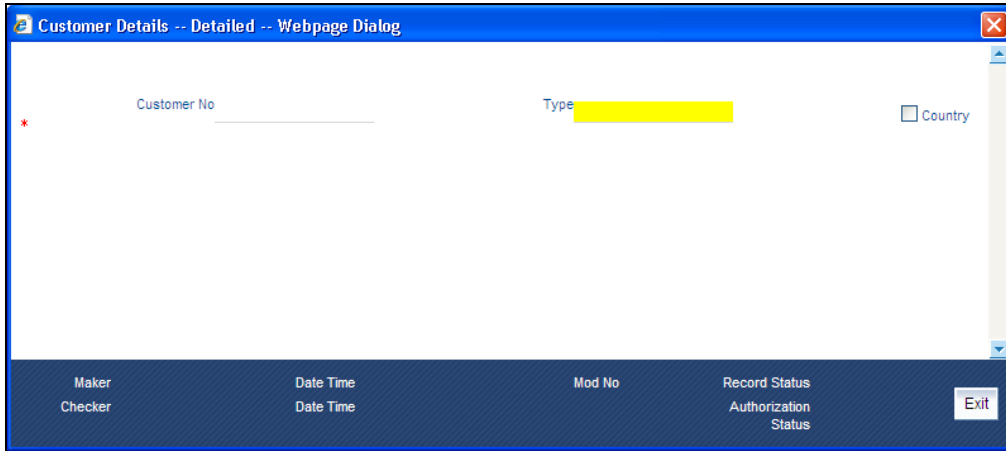 Customer Details -- Detailed -- Webpage Dialog
Customer No
Type
* 
Country
Maker
Date Time
Mod No
Record Status
Checker
Date Time
Authorization
Status
Exit